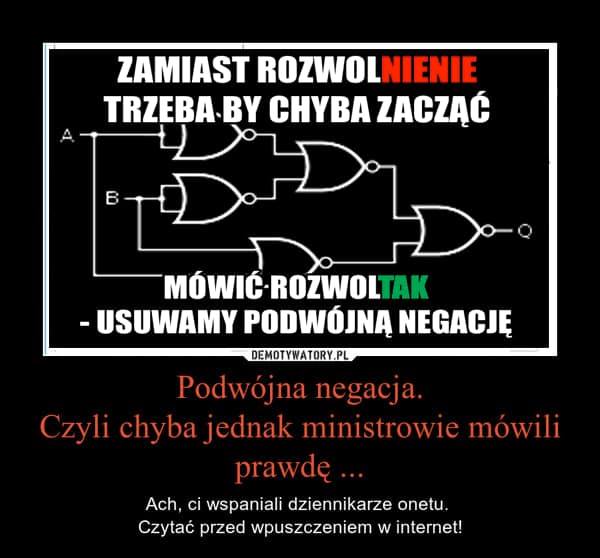 ZAMIAST ROZWOLNIENIE
TRZEBA BY CHYBA ZACZĄĆ
A
B
Q
MÓWIĆ ROZWOLTAK
- USUWAMY PODWÓJNĄ NEGACJĘ
DEMOTYWATORY.PL
Podwójna negacja.
Czyli chyba jednak ministrowie mówili
prawdę ...
Ach, ci wspaniali dziennikarze onetu.
Czytać przed wpuszczeniem w internet!